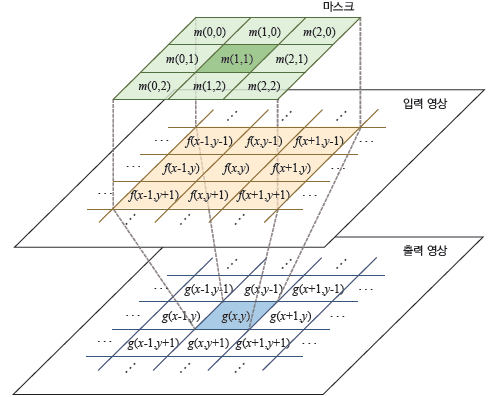 마스크
m(0,0) m(1,0) m(2,0)
m(0,1) m(1,1) m(2,1)
m(0,2) m(1,2) m(2,2)
입력 영상
... ...
f(x-1,y-1) f(x,y-1) f(x+1,y-1)
... f(x-1,y) f(x,y) f(x+1,y) ...
... f(x-1,y+1) f(x,y+1) f(x+1,y+1) ...
출력 영상
... g(x-1,y-1) g(x,y-1) g(x+1,y-1) ...
... g(x-1,y) g(x,y) g(x+1,y) ...
... g(x-1,y+1) g(x,y+1) g(x+1,y+1) ...